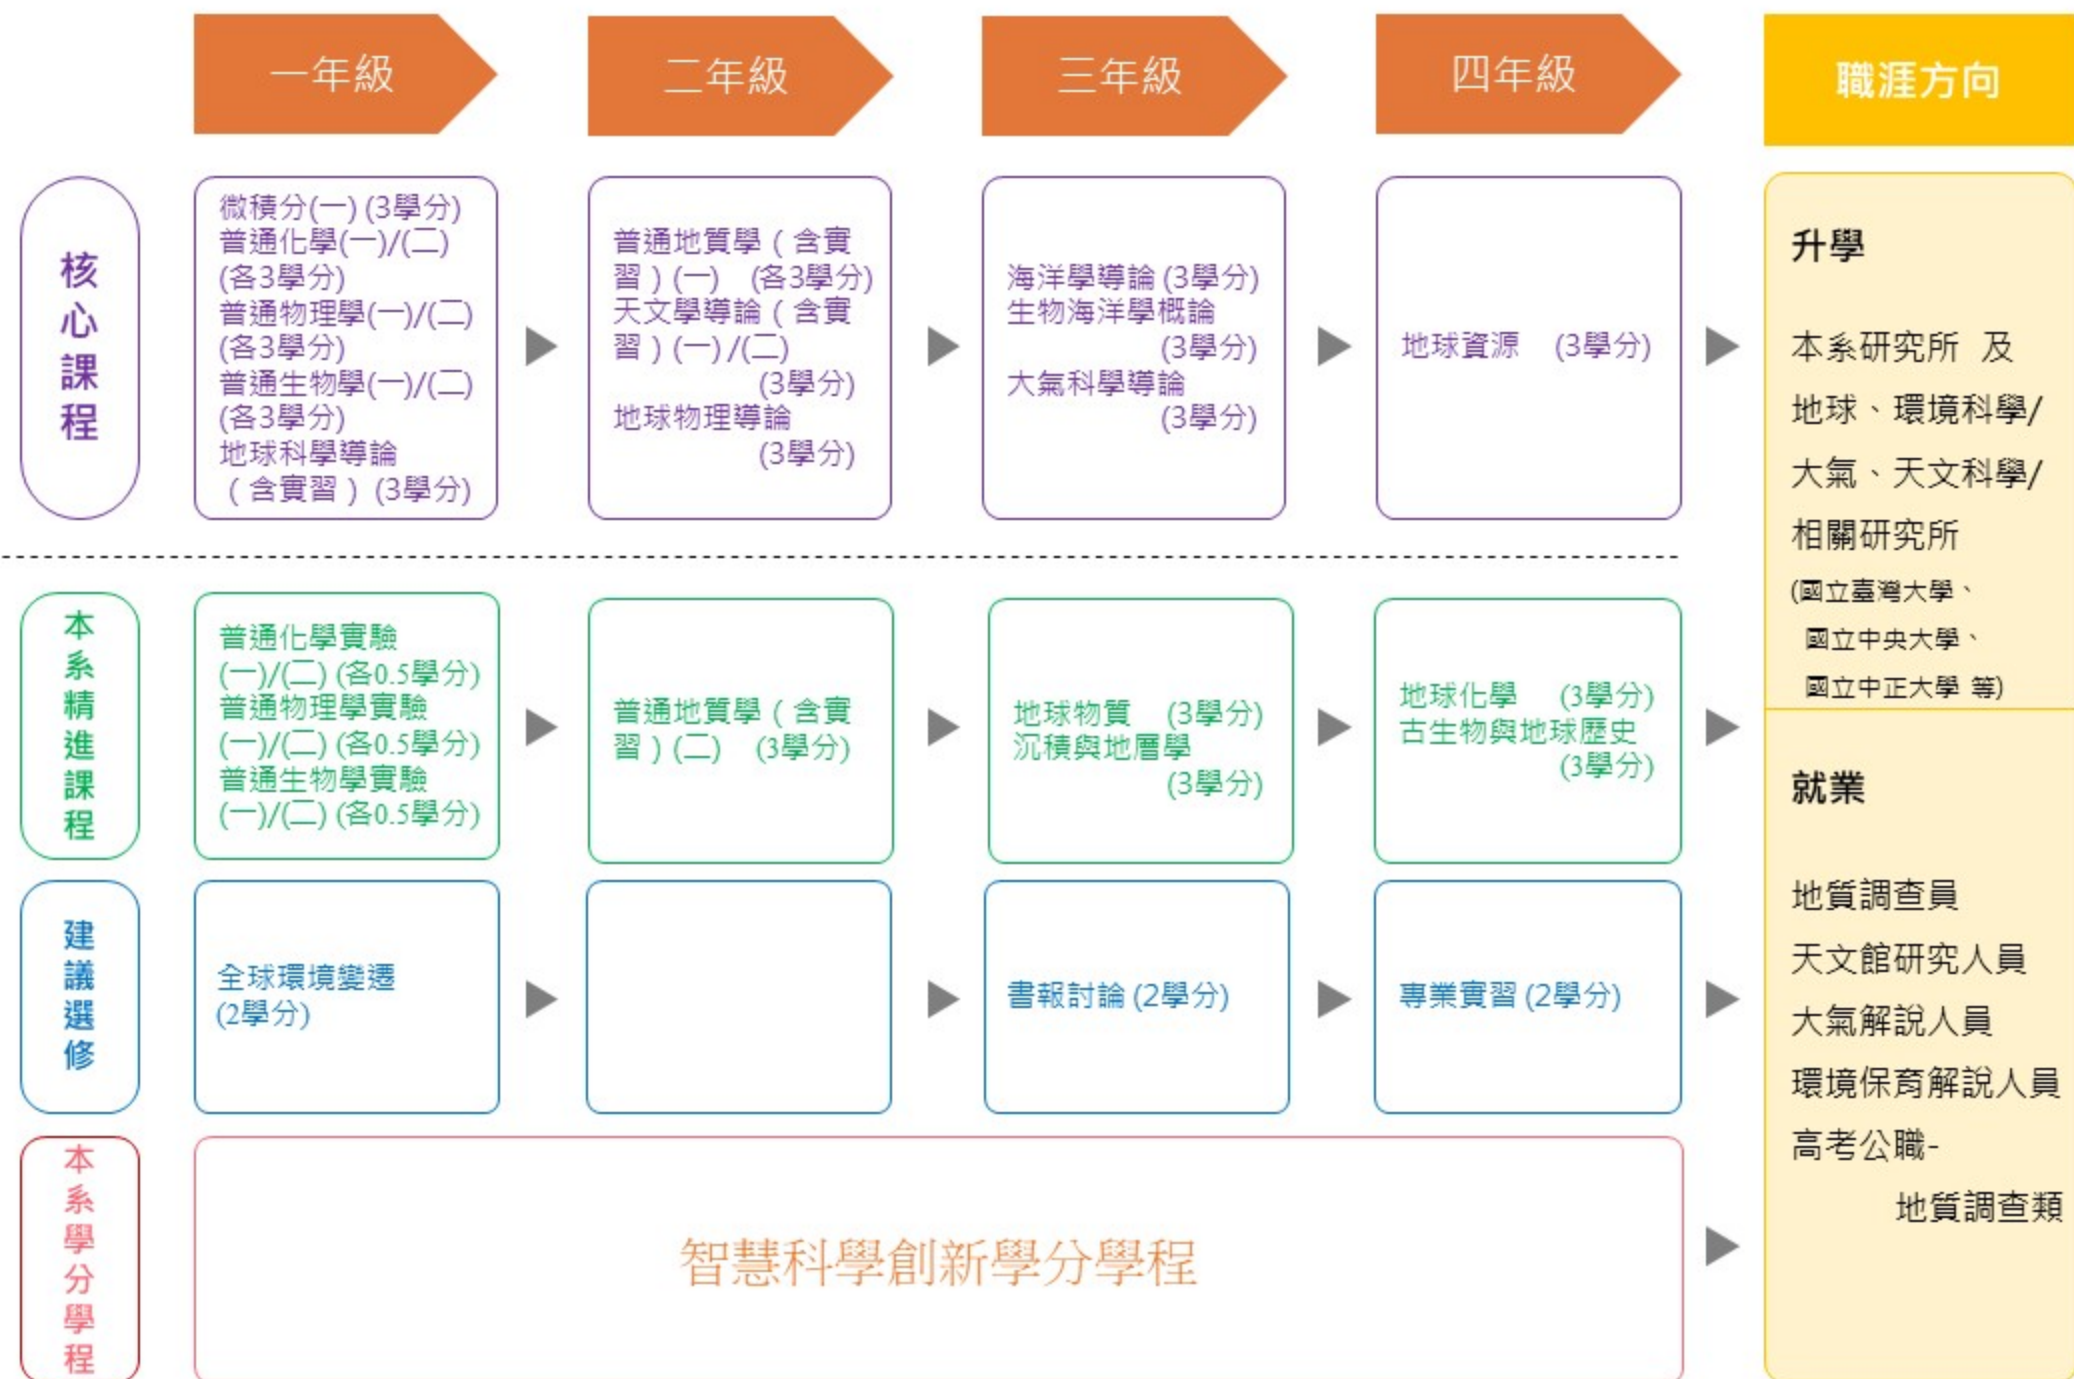 一年級
二年級
三年級
四年級
職涯方向
核心課程
微積分(一) (3學分)
普通化學(一)/(二)
(各3學分)
普通物理學(一)/(二)
(各3學分)
普通生物學(一)/(二)
(各3學分)
地球科學導論
（含實習）(3學分)
普通地質學（含實
習）(一) (各3學分)
天文學導論（含實
習）(一) /(二)
(3學分)
地球物理導論
(3學分)
海洋學導論 (3學分)
生物海洋學概論
(3學分)
大氣科學導論
(3學分)
地球資源 (3學分)
本系精進課程
普通化學實驗
(一)/(二) (各0.5學分)
普通物理學實驗
(一)/(二) (各0.5學分)
普通生物學實驗
(一)/(二) (各0.5學分)
普通地質學（含實
習）(二) (3學分)
地球物質 (3學分)
沉積與地層學
(3學分)
地球化學 (3學分)
古生物與地球歷史
(3學分)
建議選修
全球環境變遷
(2學分)
書報討論 (2學分)
專業實習 (2學分)
本系學分學程
智慧科學創新學分學程
升學
本系研究所 及
地球、環境科學/
大氣、天文科學/
相關研究所
(國立臺灣大學、
國立中央大學、
國立中正大學 等)
就業
地質調查員
天文館研究人員
大氣解說人員
環境保育解說人員
高考公職-
地質調查類